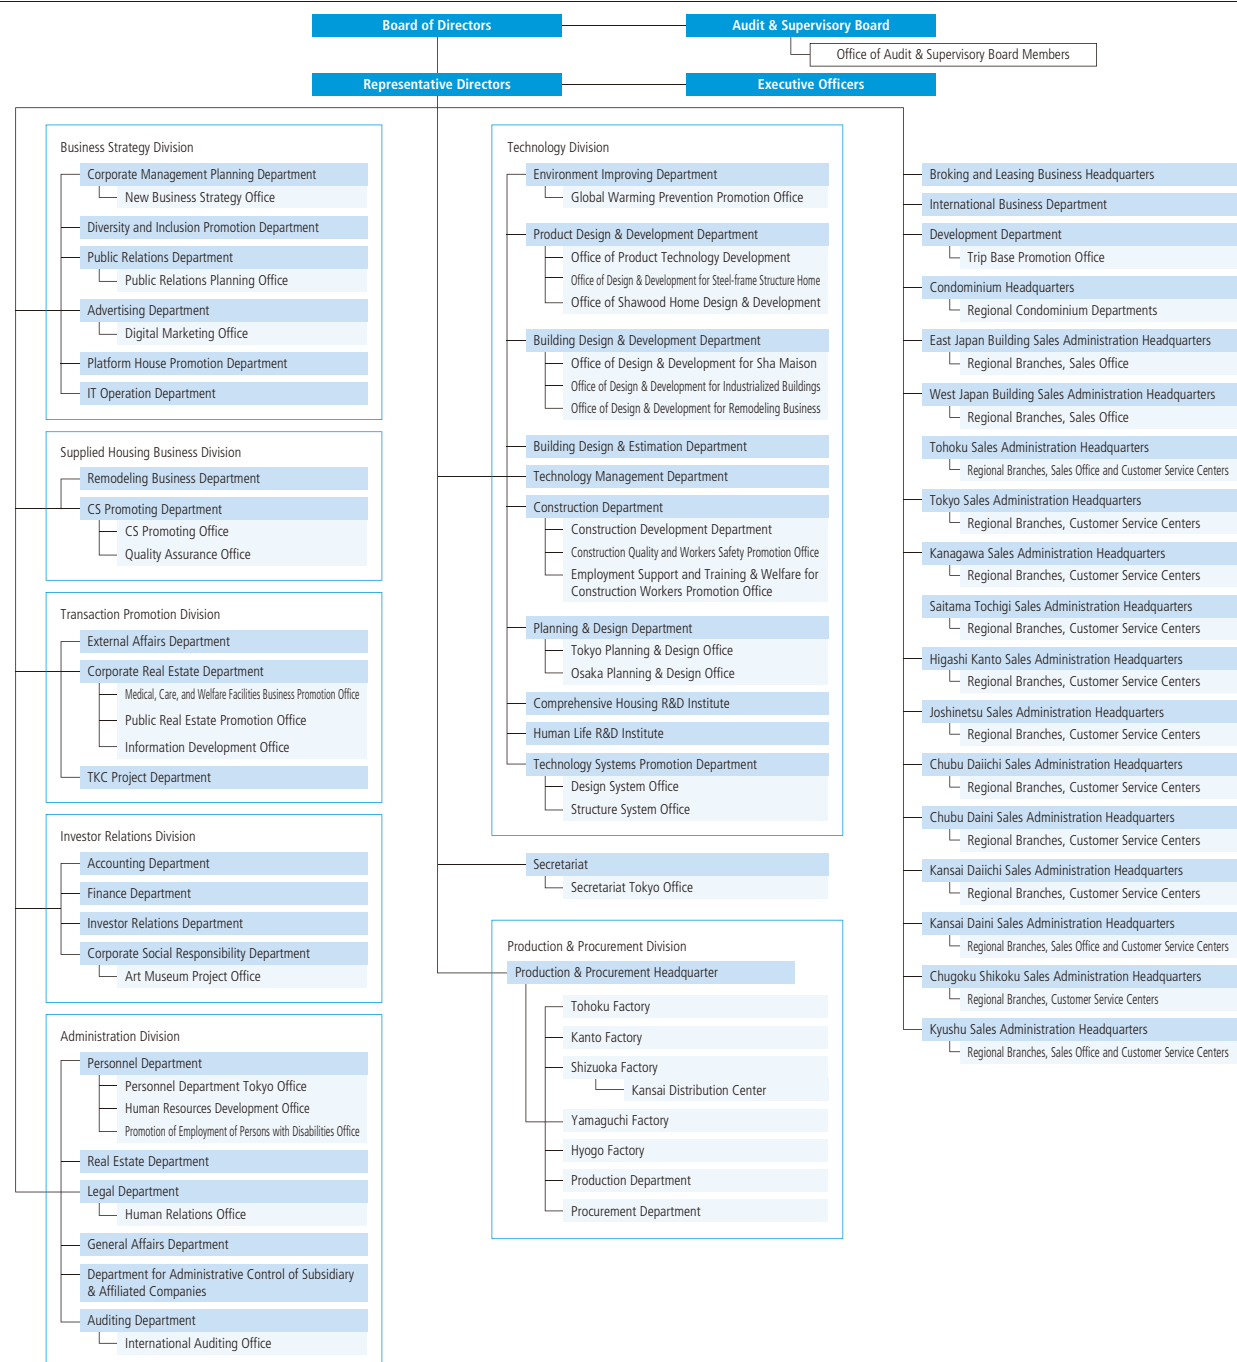 Board of Directors
Audit & Supervisory Board
Office of Audit & Supervisory Board Members
Representative Directors
Executive Officers
Business Strategy Division
Corporate Management Planning Department
New Business Strategy Office
Diversity and Inclusion Promotion Department
Public Relations Department
Public Relations Planning Office
Advertising Department
Digital Marketing Office
Platform House Promotion Department
IT Operation Department
Supplied Housing Business Division
Remodeling Business Department
CS Promoting Department
CS Promoting Office
Quality Assurance Office
Transaction Promotion Division
External Affairs Department
Corporate Real Estate Department
Medical, Care, and Welfare Facilities Business Promotion Office
Public Real Estate Promotion Office
Information Development Office
TKC Project Department
Investor Relations Division
Accounting Department
Finance Department
Investor Relations Department
Corporate Social Responsibility Department
Art Museum Project Office
Administration Division
Personnel Department
Personnel Department Tokyo Office
Human Resources Development Office
Promotion of Employment of Persons with Disabilities Office
Real Estate Department
Legal Department
Human Relations Office
General Affairs Department
Department for Administrative Control of Subsidiary
& Affiliated Companies
Auditing Department
International Auditing Office
Technology Division
Environment Improving Department
Global Warming Prevention Promotion Office
Product Design & Development Department
Office of Product Technology Development
Office of Design & Development for Steel-frame Structure Home
Office of Shawood Home Design & Development
Building Design & Development Department
Office of Design & Development for Sha Maison
Office of Design & Development for Industrialized Buildings
Office of Design & Development for Remodeling Business
Building Design & Estimation Department
Technology Management Department
Construction Department
Construction Development Department
Construction Quality and Workers Safety Promotion Office
Employment Support and Training & Welfare for
Construction Workers Promotion Office
Planning & Design Department
Tokyo Planning & Design Office
Osaka Planning & Design Office
Comprehensive Housing R&D Institute
Human Life R&D Institute
Technology Systems Promotion Department
Design System Office
Structure System Office
Secretariat
Secretariat Tokyo Office
Production & Procurement Division
Production & Procurement Headquarter
Tohoku Factory
Kanto Factory
Shizuoka Factory
Kansai Distribution Center
Yamaguchi Factory
Hyogo Factory
Production Department
Procurement Department
Broking and Leasing Business Headquarters
International Business Department
Development Department
Trip Base Promotion Office
Condominium Headquarters
Regional Condominium Departments
East Japan Building Sales Administration Headquarters
Regional Branches, Sales Office
West Japan Building Sales Administration Headquarters
Regional Branches, Sales Office
Tohoku Sales Administration Headquarters
Regional Branches, Sales Office and Customer Service Centers
Tokyo Sales Administration Headquarters
Regional Branches, Customer Service Centers
Kanagawa Sales Administration Headquarters
Regional Branches, Customer Service Centers
Saitama Tochigi Sales Administration Headquarters
Regional Branches, Customer Service Centers
Higashi Kanto Sales Administration Headquarters
Regional Branches, Customer Service Centers
Joshinetsu Sales Administration Headquarters
Regional Branches, Customer Service Centers
Chubu Daiichi Sales Administration Headquarters
Regional Branches, Customer Service Centers
Chubu Daini Sales Administration Headquarters
Regional Branches, Customer Service Centers
Kansai Daiichi Sales Administration Headquarters
Regional Branches, Customer Service Centers
Kansai Daini Sales Administration Headquarters
Regional Branches, Sales Office and Customer Service Centers
Chugoku Shikoku Sales Administration Headquarters
Regional Branches, Customer Service Centers
Kyushu Sales Administration Headquarters
Regional Branches, Sales Office and Customer Service Centers